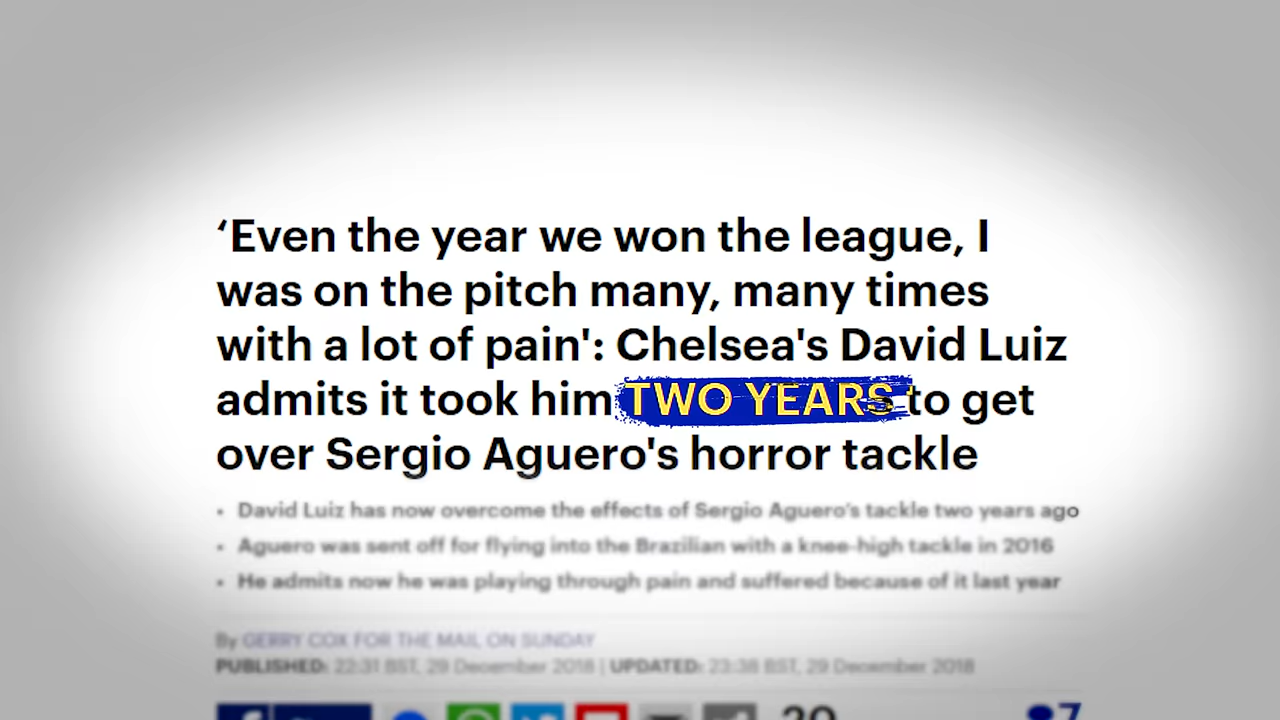 ‘Even the year we won the league, I
was on the pitch many, many times
with a lot of pain': Chelsea's David Luiz
admits it took him TWO YEARS to get
over Sergio Aguero's horror tackle
• David Luiz has now overcome the effects of Sergio Aguero's tackle two years ago
• Aguero was sent off for flying into the Brazilian with a knee-high tackle in 2016
• He admits now he was playing through pain and suffered because of it last year
By GERRY COX FOR THE MAIL ON SUNDAY
PUBLISHED: 22:31 BST, 29 December 2018 | UPDATED: 23:38 BST, 29 December 2018